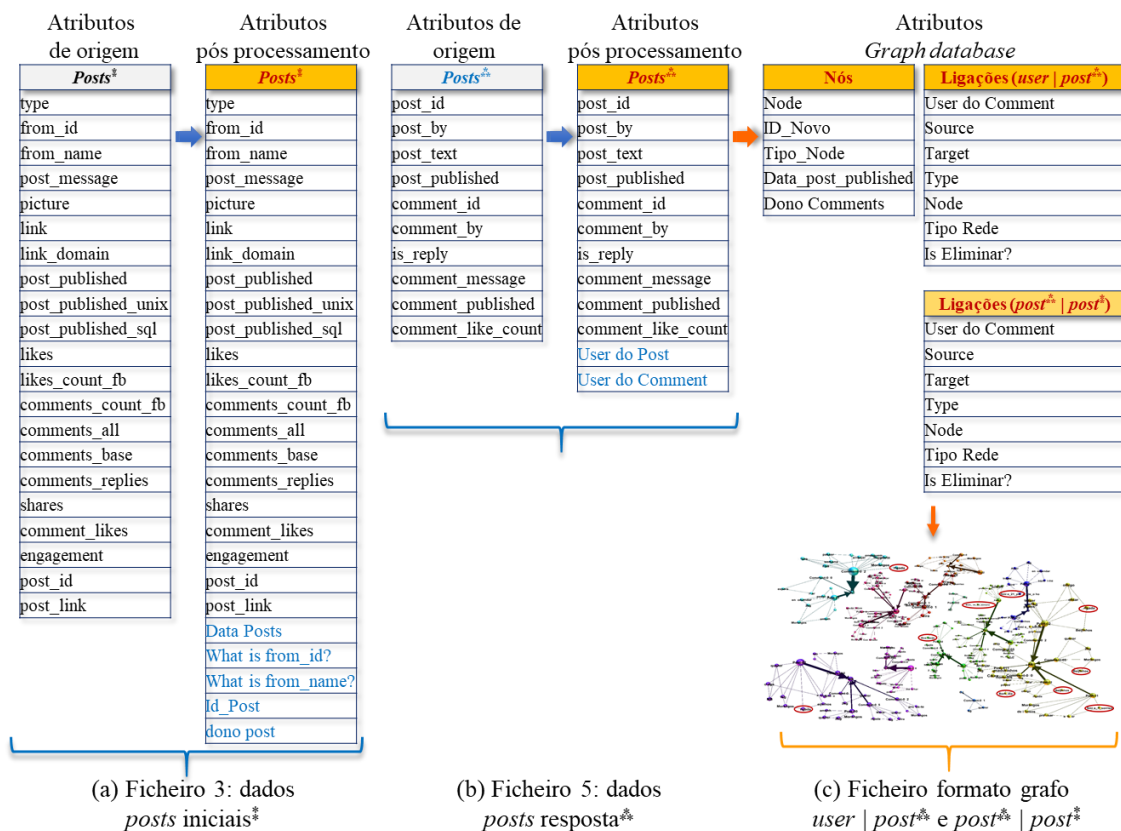 Atributos
de origem
Posts⁑
type
from_id
from_name
post_message
picture
link
link_domain
post_published
post_published_unix
post_published_sql
likes
likes_count_fb
comments_count_fb
comments_all
comments_base
comments_replies
shares
comment_likes
engagement
post_id
post_link
Atributos
pós processamento
Posts⁑
type
from_id
from_name
post_message
picture
link
link_domain
post_published
post_published_unix
post_published_sql
likes
likes_count_fb
comments_count_fb
comments_all
comments_base
comments_replies
shares
comment_likes
engagement
post_id
post_link
Data Posts
What is from_id?
What is from_name?
Id_Post
dono post
(a) Ficheiro 3: dados
posts iniciais⁑
Atributos de
origem
Posts⁂
post_id
post_by
post_text
post_published
comment_id
comment_by
is_reply
comment_message
comment_published
comment_like_count
Atributos
pós processamento
Posts⁂
post_id
post_by
post_text
post_published
comment_id
comment_by
is_reply
comment_message
comment_published
comment_like_count
User do Post
User do Comment
(b) Ficheiro 5: dados
posts resposta⁂
Atributos
Graph database
Nós
Node
ID_Novo
Tipo_Node
Data_post_published
Dono Comments
Ligações (user | post⁂)
User do Comment
Source
Target
Type
Node
Tipo Rede
Is Eliminar?
Ligações (post⁂ | post⁑)
User do Comment
Source
Target
Type
Node
Tipo Rede
Is Eliminar?
(c) Ficheiro formato grafo
user | post⁂ e post⁂ | post⁑